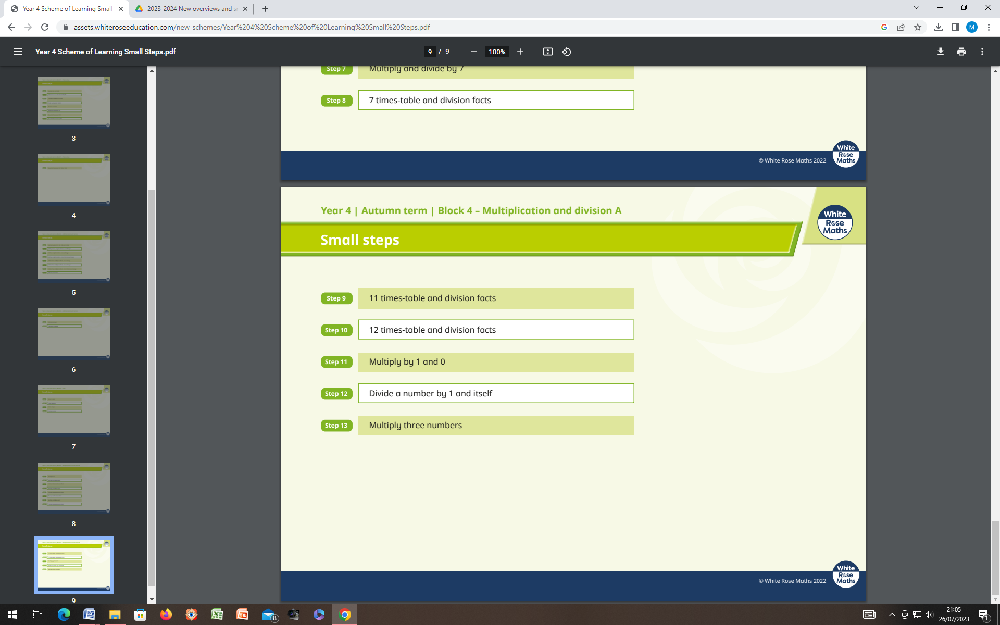 Year 4 Scheme of Learning Small
2023-2024 New overviews and s
assets.whiteroseeducation.com/new-schemes/Year%204%20Scheme%20of%20Learning%20Small%20Steps.pdf
M
Year 4 Scheme of Learning Small Steps.pdf
9 / 9
100%
3
4
5
6
7
8
9
Step 7 Multiply and divide by 7
Step 8 7 times-table and division facts
© White Rose Maths 2022
White
Rose
Maths
Year 4 | Autumn term | Block 4 – Multiplication and division A
White
Rose
Maths
Small steps
Step 9 11 times-table and division facts
Step 10 12 times-table and division facts
Step 11 Multiply by 1 and 0
Step 12 Divide a number by 1 and itself
Step 13 Multiply three numbers
© White Rose Maths 2022
White
Rose
Maths
8
21:05
26/07/2023
1